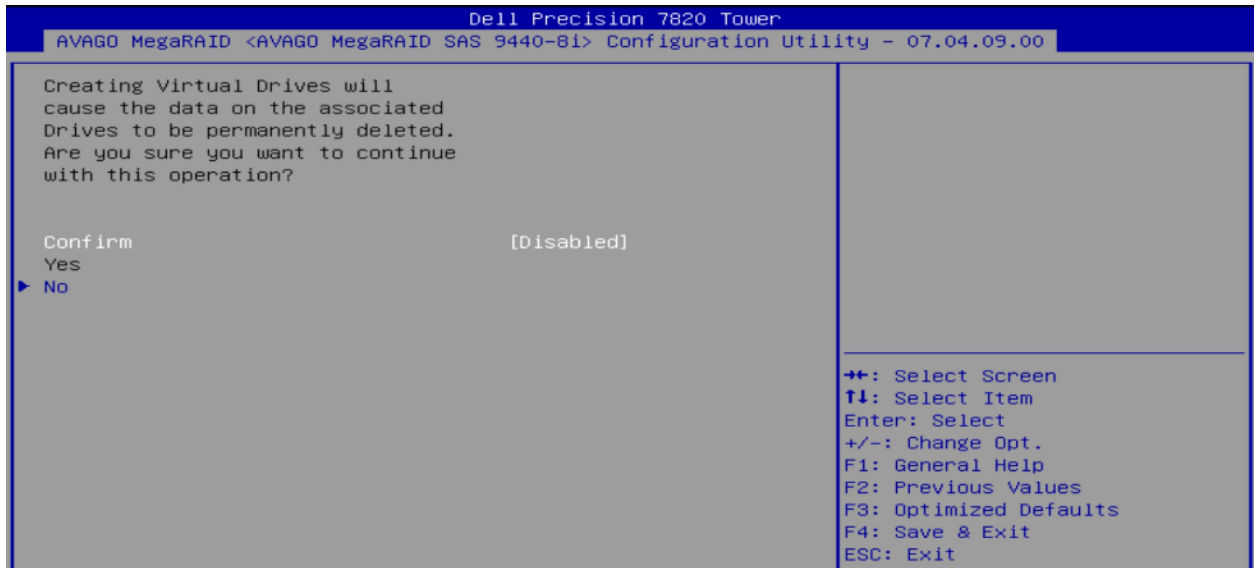 Dell Precision 7820 Tower
AVAGO MegaRAID <AVAGO MegaRAID SAS 9440-8i> Configuration Utility – 07.04.09.00
Creating Virtual Drives will
cause the data on the associated
Drives to be permanently deleted.
Are you sure you want to continue
with this operation?
Confirm [Disabled]
Yes
► No
→←: Select Screen
↑↓: Select Item
Enter: Select
+/-: Change Opt.
F1: General Help
F2: Previous Values
F3: Optimized Defaults
F4: Save & Exit
ESC: Exit